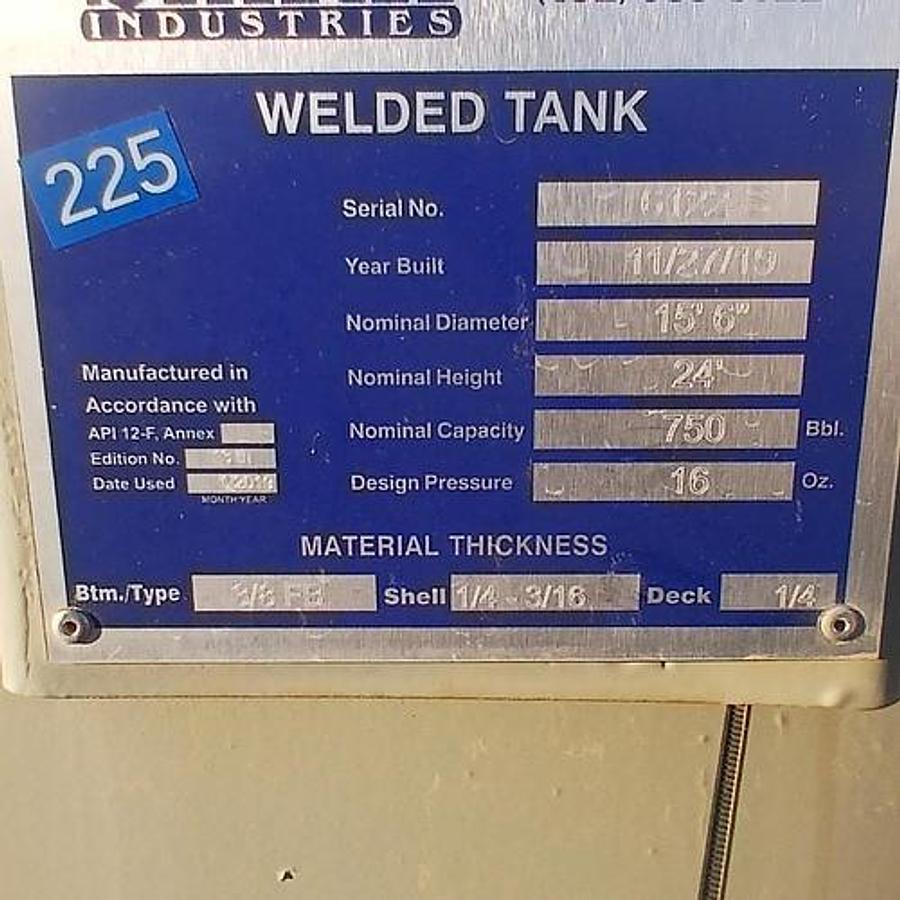 INDUSTRIES
WELDED TANK
225
Serial No.
Year Built 11/27/19
Nominal Diameter 15' 6"
Nominal Height 24'
Nominal Capacity 750 Bbl.
Design Pressure 16 Oz.
Manufactured in
Accordance with
API 12-F, Annex
Edition No.
Date Used
MONTH/YEAR
MATERIAL THICKNESS
Btm./Type Shell 1/4 - 3/16 Deck 1/4